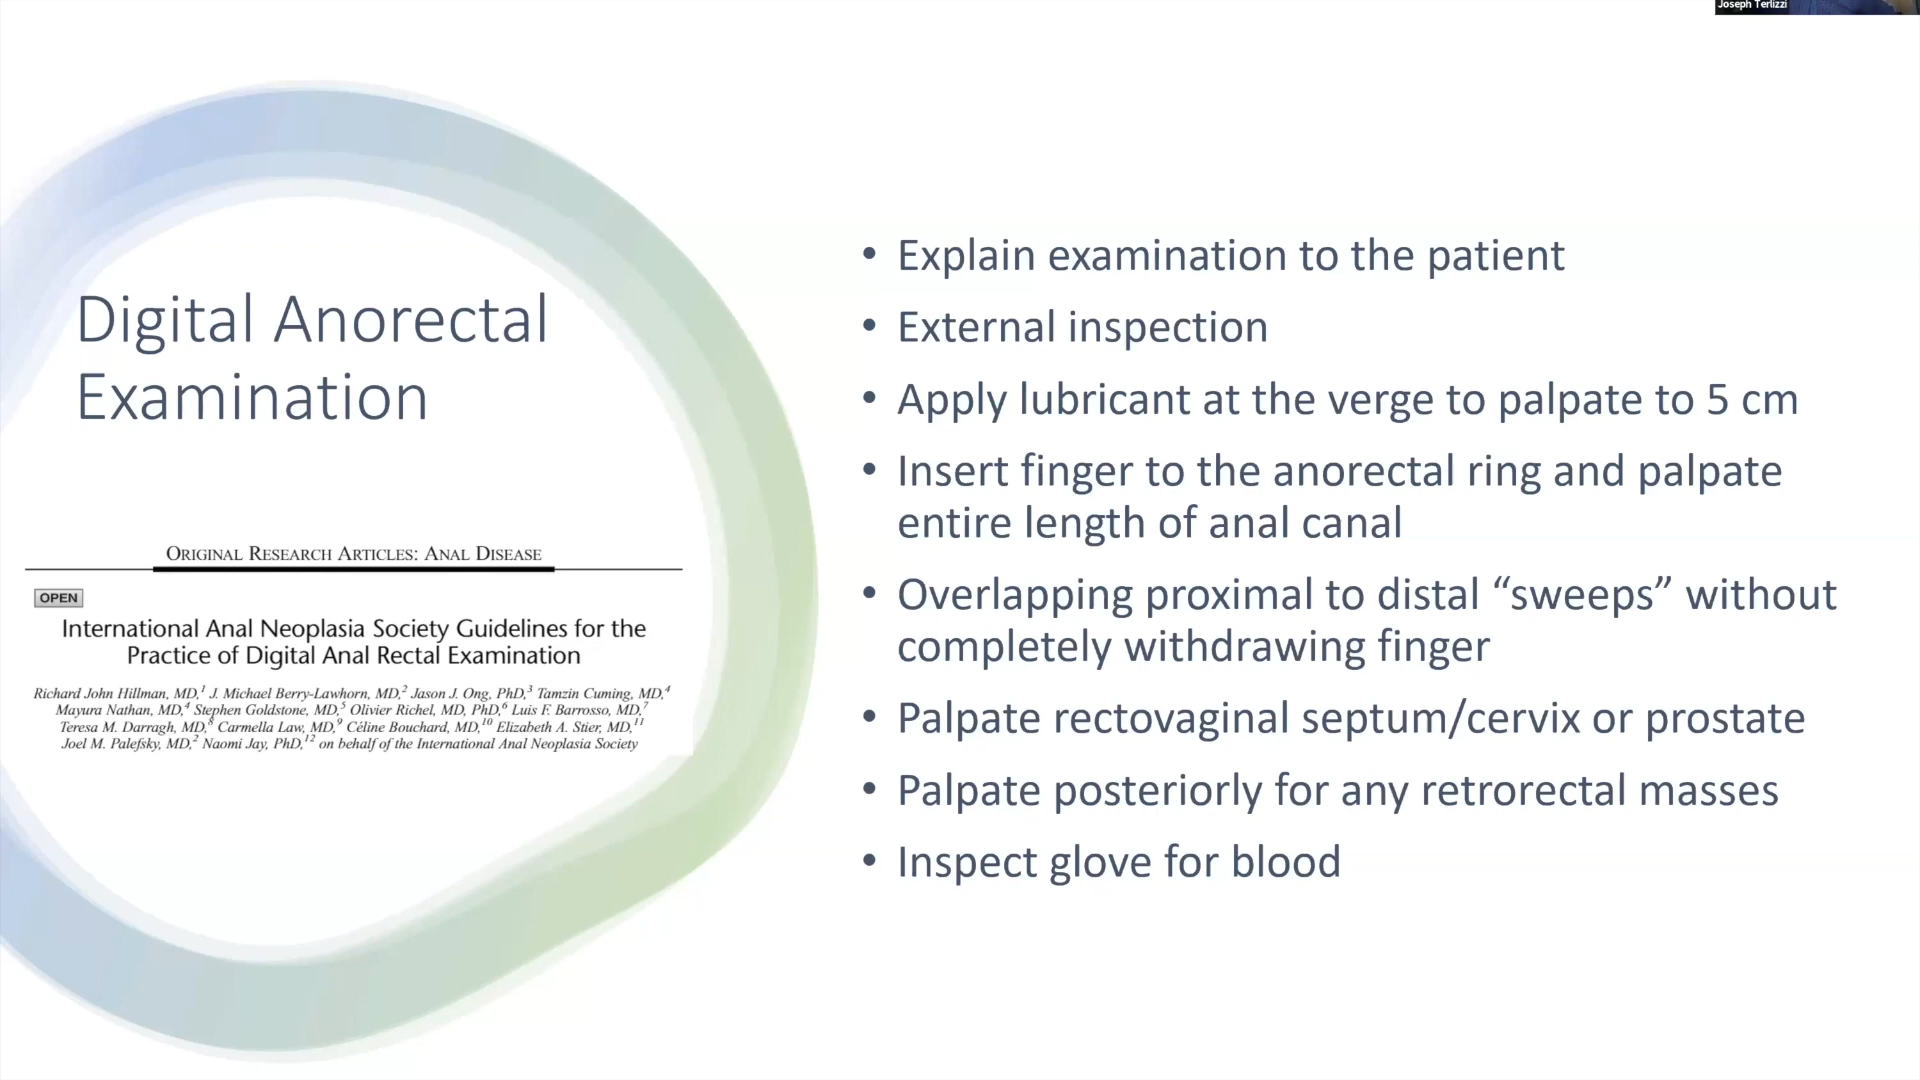 Joseph Terlizzi
Digital Anorectal
Examination
ORIGINAL RESEARCH ARTICLES: ANAL DISEASE
OPEN
International Anal Neoplasia Society Guidelines for the
Practice of Digital Anal Rectal Examination
Richard John Hillman, MD,1 J. Michael Berry-Lawhorn, MD,2 Jason J. Ong, PhD,3 Tamzin Cuming, MD,4
Mayura Nathan, MD,4 Stephen Goldstone, MD,5 Olivier Richel, MD, PhD,6 Luis F. Barrosso, MD,7
Teresa M. Darragh, MD,8 Carmella Law, MD,9 Céline Bouchard, MD,10 Elizabeth A. Stier, MD,11
Joel M. Palefsky, MD,2 Naomi Jay, PhD,12 on behalf of the International Anal Neoplasia Society
• Explain examination to the patient
• External inspection
• Apply lubricant at the verge to palpate to 5 cm
• Insert finger to the anorectal ring and palpate
entire length of anal canal
• Overlapping proximal to distal “sweeps” without
completely withdrawing finger
• Palpate rectovaginal septum/cervix or prostate
• Palpate posteriorly for any retrorectal masses
• Inspect glove for blood